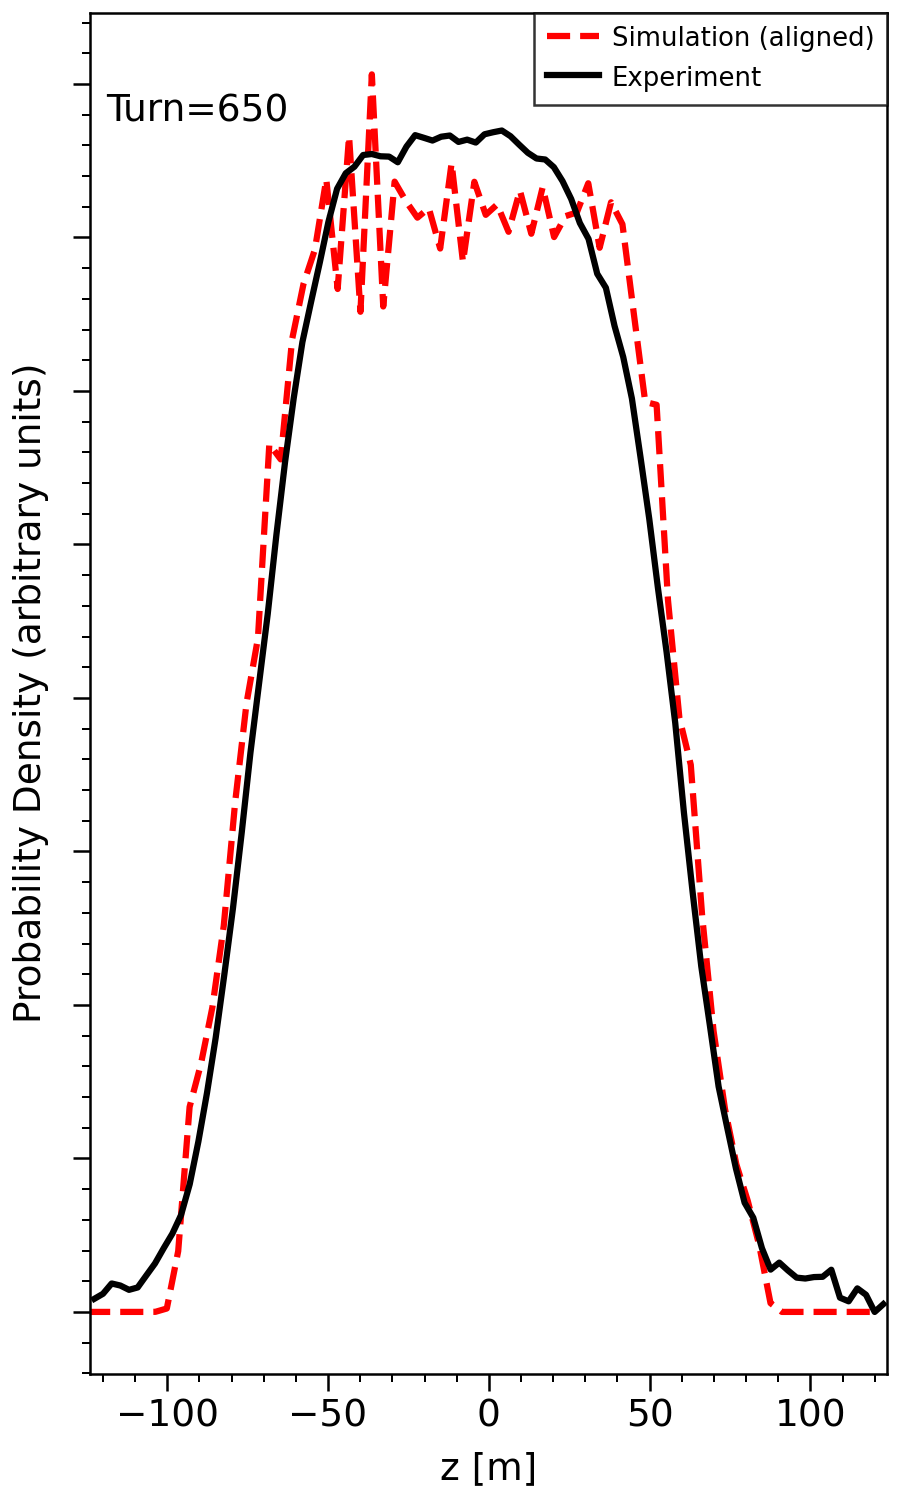 Simulation (aligned)
Experiment
Turn=650
Probability Density (arbitrary units)
−100 −50 0 50 100
z [m]